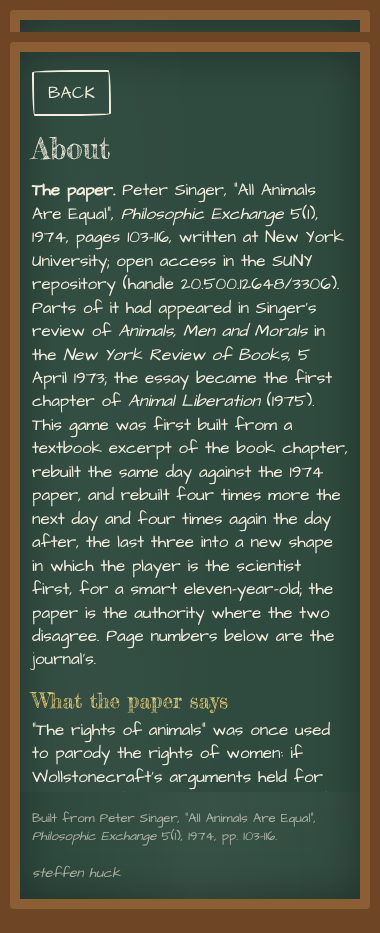 BACK
About
The paper. Peter Singer, "All Animals
Are Equal", Philosophic Exchange 5(1),
1974, pages 103-116, written at New York
University; open access in the SUNY
repository (handle 20.500.12648/3306).
Parts of it had appeared in Singer's
review of Animals, Men and Morals in
the New York Review of Books, 5
April 1973; the essay became the first
chapter of Animal Liberation (1975).
This game was first built from a
textbook excerpt of the book chapter,
rebuilt the same day against the 1974
paper, and rebuilt four times more the
next day and four times again the day
after, the last three into a new shape
in which the player is the scientist
first, for a smart eleven-year-old; the
paper is the authority where the two
disagree. Page numbers below are the
journal's.
What the paper says
"The rights of animals" was once used
to parody the rights of women: if
Wollstonecraft's arguments held for
Built from Peter Singer, "All Animals Are Equal",
Philosophic Exchange 5(1), 1974, pp. 103-116.
steffen huck